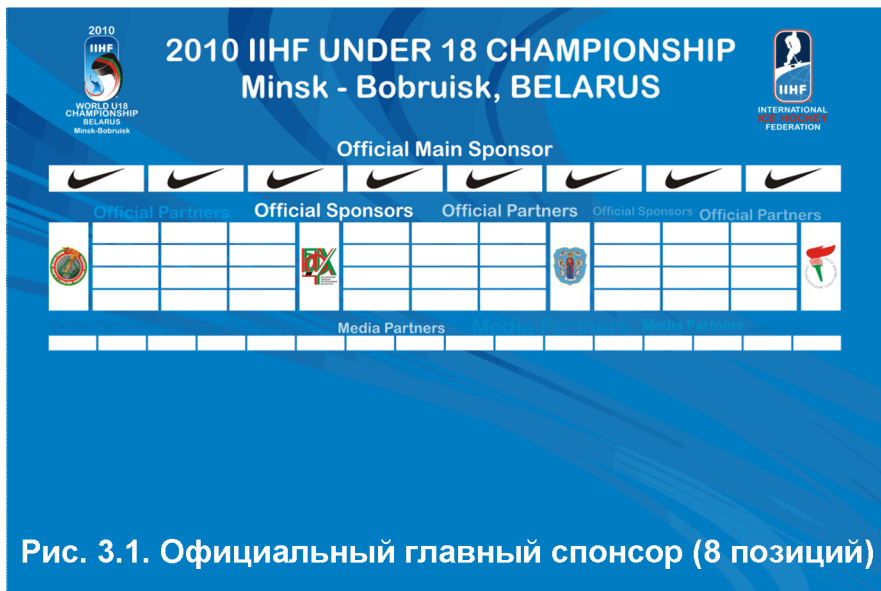 2010
IIHF
WORLD U18
CHAMPIONSHIP
BELARUS
Minsk-Bobruisk
2010 IIHF UNDER 18 CHAMPIONSHIP
Minsk - Bobruisk, BELARUS
IIHF
INTERNATIONAL
ICE HOCKEY
FEDERATION
Official Main Sponsor
Official Partners Official Sponsors Official Partners Official Sponsors Official Partners
Media Partners Media Partners Media Partners
Рис. 3.1. Официальный главный спонсор (8 позиций)